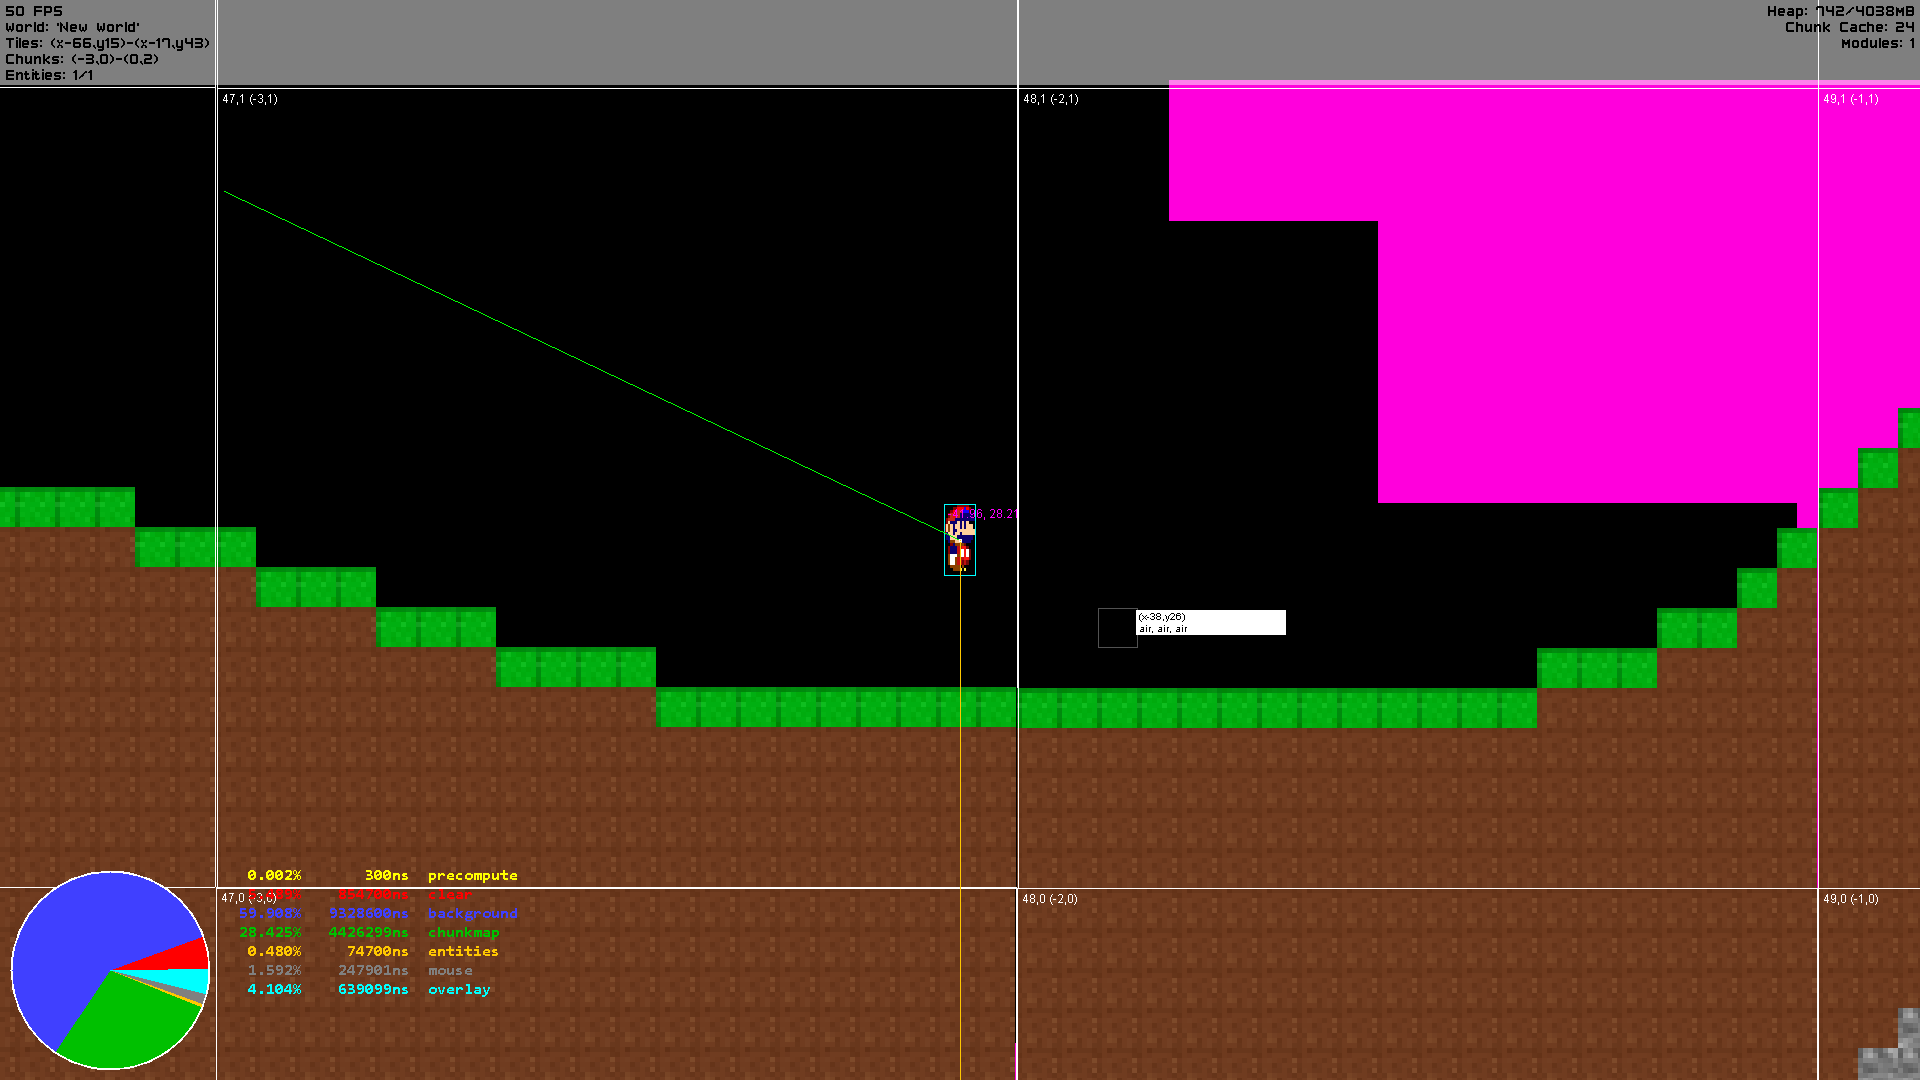 50 FPS
World: 'New World'
Tiles: (x-66,y15)-(x-17,y43)
Chunks: (-3,0)-(0,2)
Entities: 1/1
Heap: 742/4038MB
Chunk Cache: 24
Modules: 1
47,1 (-3,1)
48,1 (-2,1)
49,1 (-1,1)
28.21
(x-38,y26)
air, air, air
0.002% 300ns precompute
854700ns clear
47,0 (-3,0)
48,0 (-2,0)
49,0 (-1,0)
59.908% 9328600ns background
28.425% 4426299ns chunkmap
0.480% 74700ns entities
1.592% 247901ns mouse
4.104% 639099ns overlay